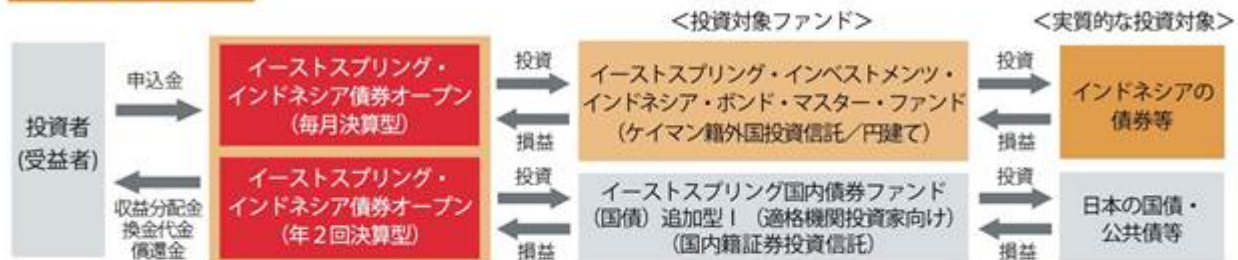 <投資対象ファンド>
<実質的な投資対象>
投資者
(受益者)
申込金
収益分配金
換金代金
償還金
イーストスプリング・
インドネシア債券オープン
(毎月決算型)
イーストスプリング・
インドネシア債券オープン
(年2回決算型)
投資
損益
投資
損益
イーストスプリング・インベストメンツ・
インドネシア・ボンド・マスター・ファンド
(ケイマン籍外国投資信託/円建て)
イーストスプリング国内債券ファンド
(国債)追加型I(適格機関投資家向け)
(国内籍証券投資信託)
投資
損益
投資
損益
インドネシアの
債券等
日本の国債・
公共債等